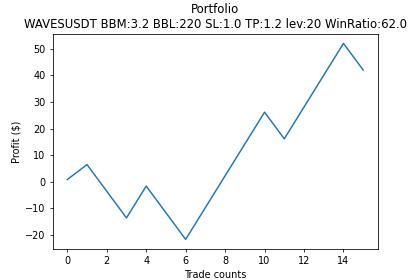 Portfolio
WAVESUSDT BBM:3.2 BBL:220 SL:1.0 TP:1.2 lev:20 WinRatio:62.0
50
40
30
20
10
0
−10
−20
Profit ($)
0 2 4 6 8 10 12 14
Trade counts